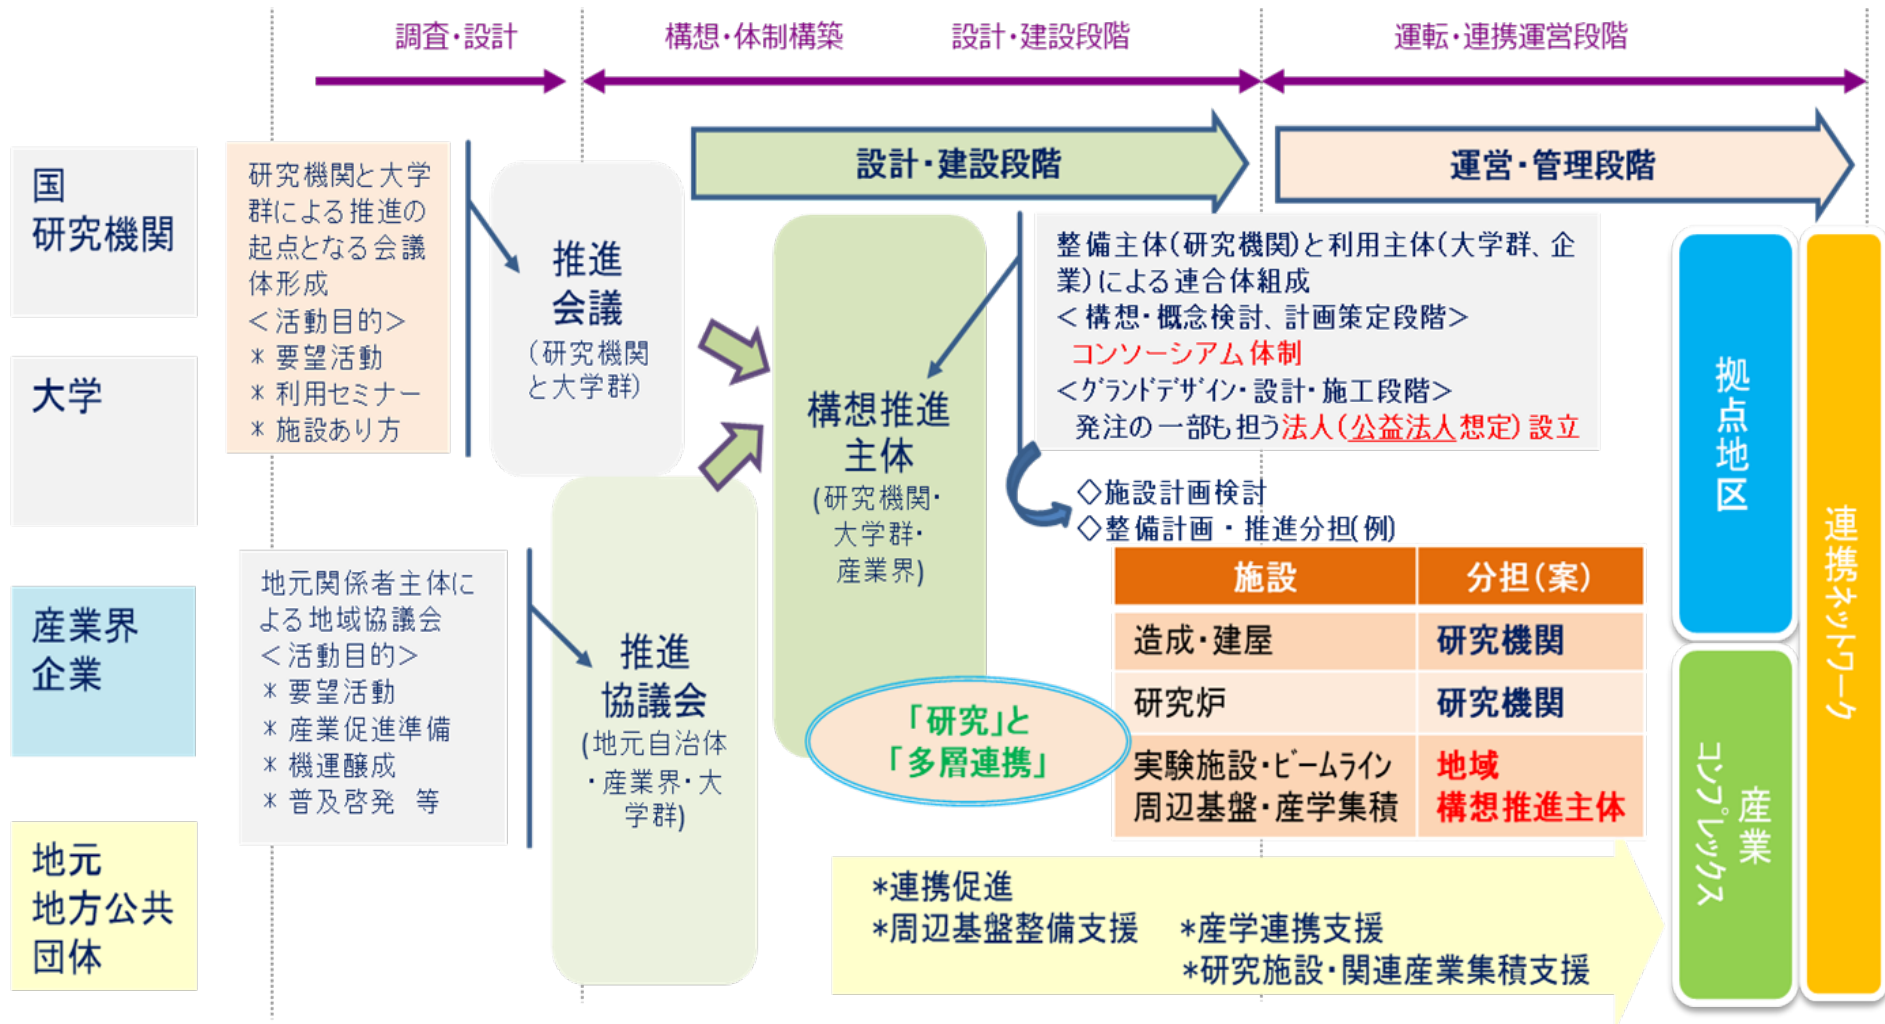 調査・設計
構想・体制構築
設計・建設段階
運転・連携運営段階
設計・建設段階
運営・管理段階
国
研究機関
大学
産業界
企業
地元
地方公共
団体
研究機関と大学
群による推進の
起点となる会議
体形成
＜活動目的＞
＊要望活動
＊利用セミナー
＊施設あり方
推進
会議
（研究機関
と大学群）
地元関係者主体に
よる地域協議会
＜活動目的＞
＊要望活動
＊産業促進準備
＊機運醸成
＊普及啓発　等
推進
協議会
(地元自治体
・産業界・大
学群)
構想推進
主体
(研究機関・
大学群・
産業界)
「研究」と
「多層連携」
整備主体(研究機関)と利用主体(大学群、企
業)による連合体組成
＜構想・概念検討、計画策定段階＞
コンソーシアム体制
＜ｸﾞﾗﾝﾄﾞﾃﾞｻﾞｲﾝ・設計・施工段階＞
発注の一部も担う法人(公益法人想定)設立
◇施設計画検討
◇整備計画・推進分担(例)
施設　分担(案)
造成・建屋　研究機関
研究炉　研究機関
実験施設・ﾋﾞｰムライン　地域
周辺基盤・産学集積　構想推進主体
*連携促進
*周辺基盤整備支援　*産学連携支援
*研究施設・関連産業集積支援
拠点地区
産業
コンプレックス
連携ネットワーク